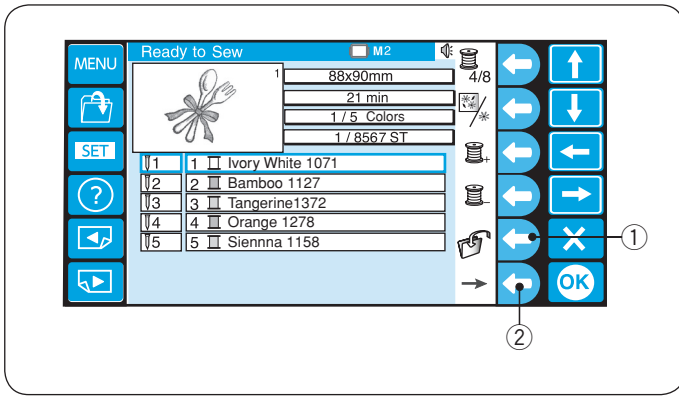 MENU
Ready to Sew
M2
1
88x90mm
4/8
21 min
1 / 5 Colors
1 / 8567 ST
SET
1 1 Ivory White 1071
2 2 Bamboo 1127
3 3 Tangerine1372
4 4 Orange 1278
5 5 Siennna 1158
?
+
-
OK
1
2